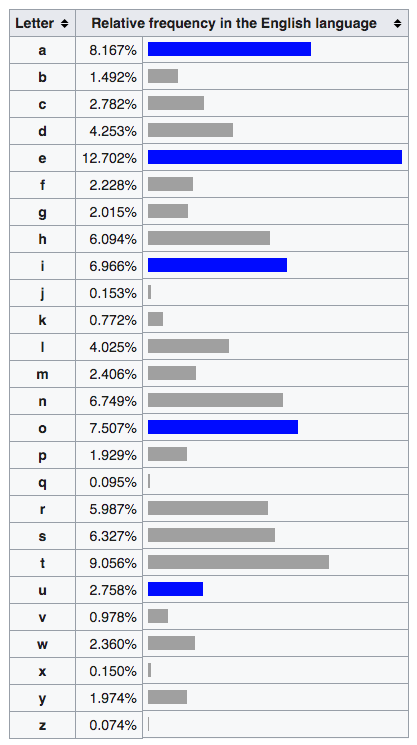 Letter Relative frequency in the English language
a 8.167%
b 1.492%
c 2.782%
d 4.253%
e 12.702%
f 2.228%
g 2.015%
h 6.094%
i 6.966%
j 0.153%
k 0.772%
l 4.025%
m 2.406%
n 6.749%
o 7.507%
p 1.929%
q 0.095%
r 5.987%
s 6.327%
t 9.056%
u 2.758%
v 0.978%
w 2.360%
x 0.150%
y 1.974%
z 0.074%